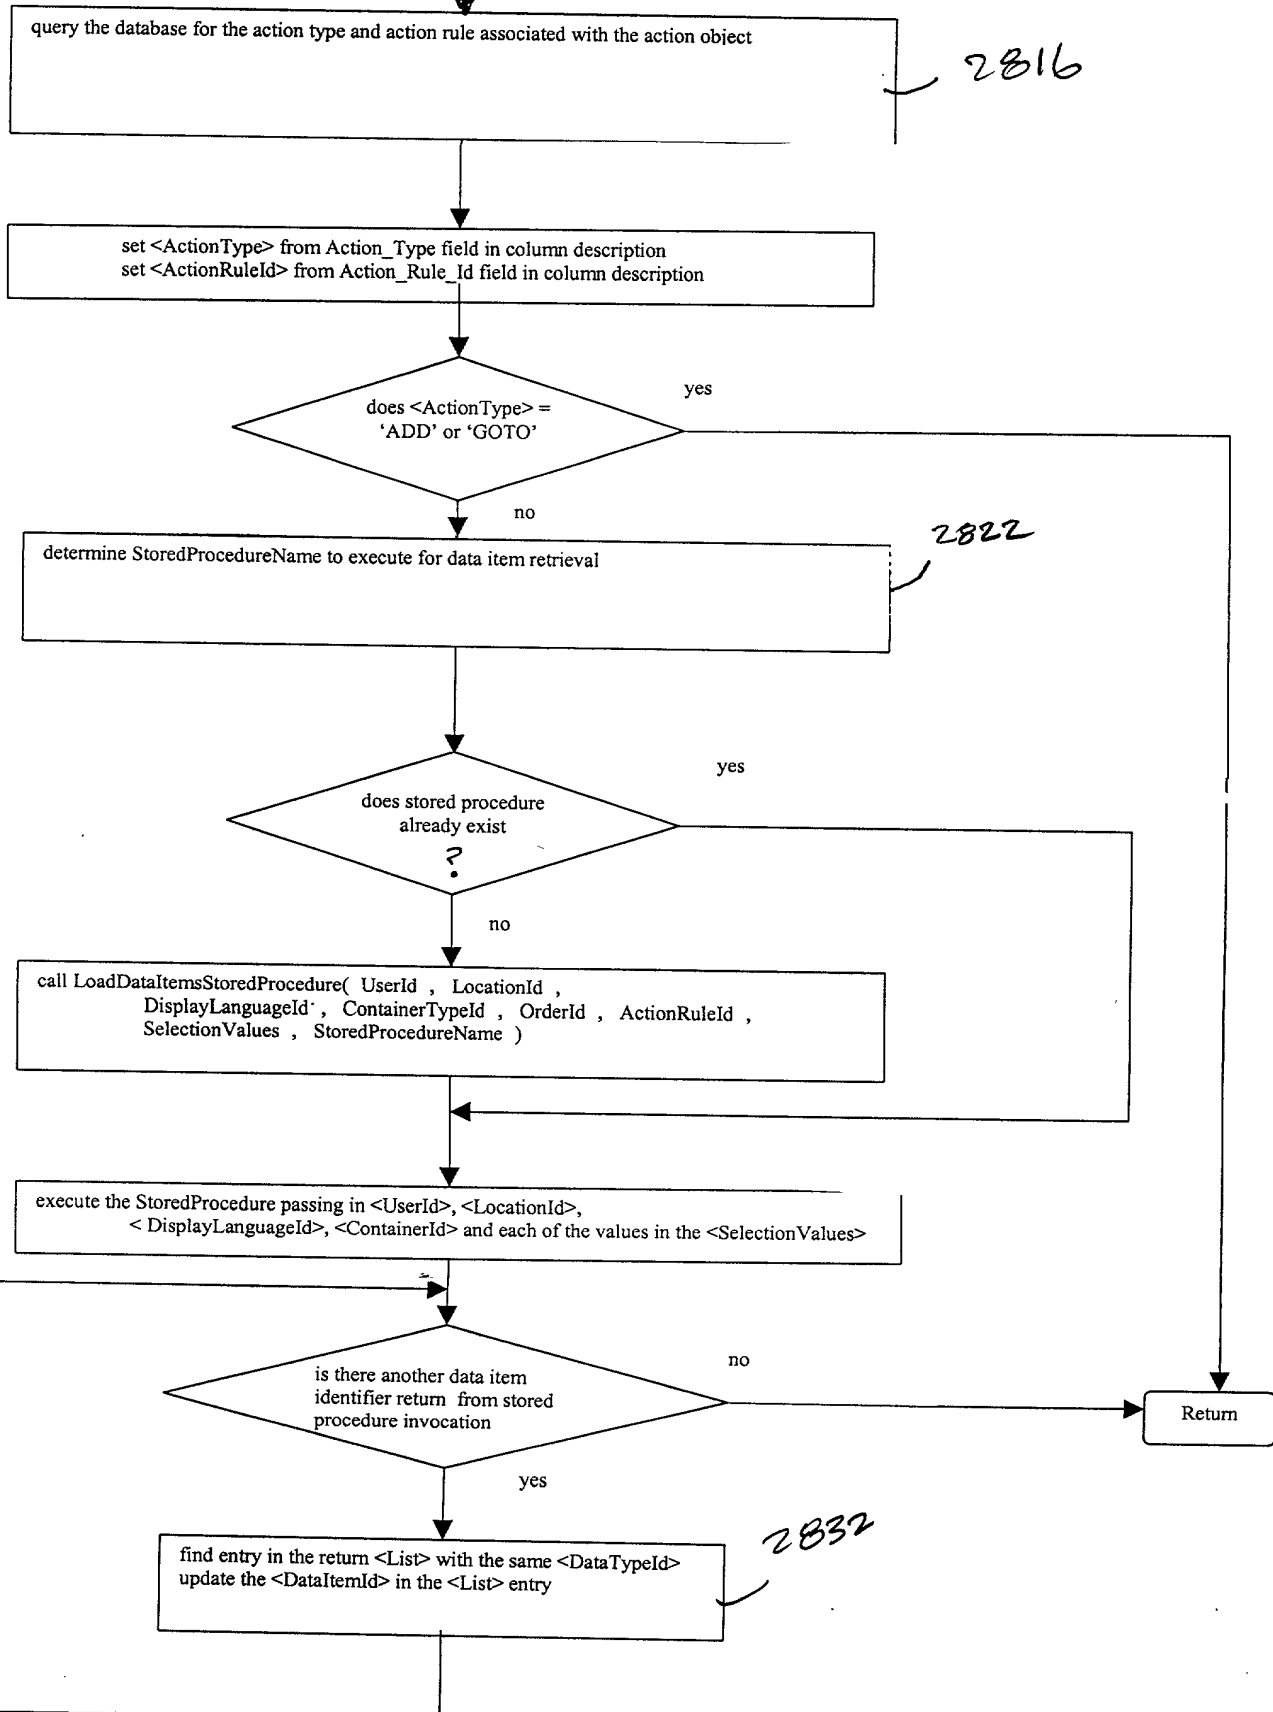 query the database for the action type and action rule associated with the action object
2816
set <ActionType> from Action_Type field in column description
set <ActionRuleId> from Action_Rule_Id field in column description
does <ActionType> =
‘ADD’ or ‘GOTO’
yes
no
2822
determine StoredProcedureName to execute for data item retrieval
does stored procedure
already exist
?
yes
no
call LoadDataItemsStoredProcedure( UserId , LocationId ,
DisplayLanguageId , ContainerTypeId , OrderId , ActionRuleId ,
SelectionValues , StoredProcedureName )
execute the StoredProcedure passing in <UserId>, <LocationId>,
< DisplayLanguageId>, <ContainerId> and each of the values in the <SelectionValues>
is there another data item
identifier return from stored
procedure invocation
no
Return
yes
2832
find entry in the return <List> with the same <DataTypeId>
update the <DataItemId> in the <List> entry